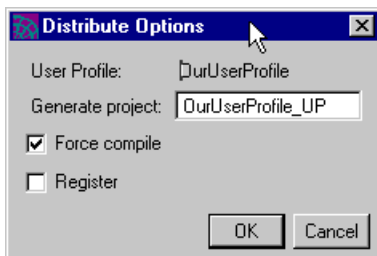 Distribute Options
User Profile: OurUserProfile
Generate project: OurUserProfile_UP
Force compile
Register
OK Cancel